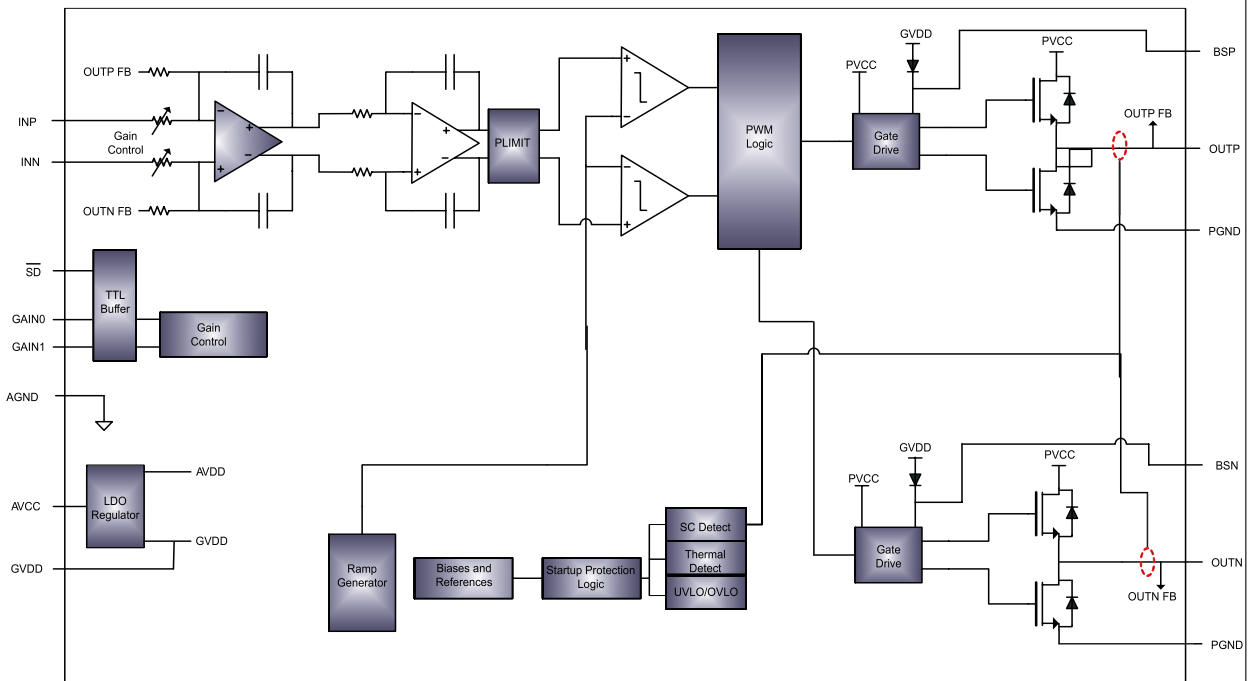 GVDD
PVCC
BSP
PVCC
OUTP FB
INP
Gain
Control
INN
OUTN FB
+
+
PLIMIT
+
+
PWM
Logic
Gate
Drive
OUTP FB
OUTP
PGND
SD
TTL
Buffer
GAIN0
GAIN1
Gain
Control
AGND
AVCC
LDO
Regulator
AVDD
GVDD
GVDD
Ramp
Generator
Biases and
References
Startup Protection
Logic
SC Detect
Thermal
Detect
UVLO/OVLO
GVDD
PVCC
PVCC
BSN
Gate
Drive
OUTN
OUTN FB
PGND